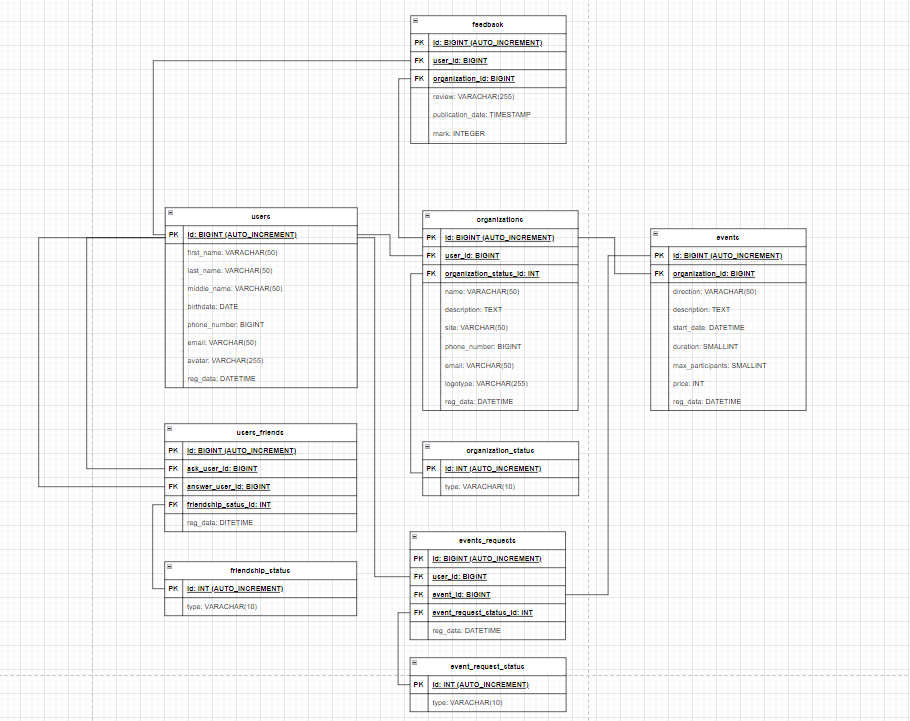 feedback
PK Id: BIGINT (AUTO_INCREMENT)
FK user_id: BIGINT
FK organization_id: BIGINT
review: VARACHAR(255)
publication_date: TIMESTAMP
mark: INTEGER
users
PK Id: BIGINT (AUTO_INCREMENT)
first_name: VARACHAR(50)
last_name: VARACHAR(50)
middle_name: VARCHAR(50)
birthdate: DATE
phone_number: BIGINT
email: VARCHAR(50)
avatar: VARCHAR(255)
reg_data: DATETIME
organizations
PK Id: BIGINT (AUTO_INCREMENT)
FK user_id: BIGINT
FK organization_status_id: INT
name: VARACHAR(50)
description: TEXT
site: VARCHAR(50)
phone_number: BIGINT
email: VARCHAR(50)
logotype: VARCHAR(255)
reg_data: DATETIME
events
PK Id: BIGINT (AUTO_INCREMENT)
FK organization_id: BIGINT
direction: VARACHAR(50)
description: TEXT
start_date: DATETIME
duration: SMALLINT
max_participants: SMALLINT
price: INT
reg_data: DATETIME
users_friends
PK Id: BIGINT (AUTO_INCREMENT)
FK ask_user_id: BIGINT
FK answer_user_id: BIGINT
FK friendship_satus_id: INT
reg_data: DITETIME
organization_status
PK Id: INT (AUTO_INCREMENT)
type: VARCHAR(10)
friendship_status
PK Id: INT (AUTO_INCREMENT)
type: VARCHAR(10)
events_requests
PK Id: BIGINT (AUTO_INCREMENT)
FK user_id: BIGINT
FK event_id: BIGINT
FK event_request_status_id: INT
reg_data: DATETIME
event_request_status
PK Id: INT (AUTO_INCREMENT)
type: VARCHAR(10)